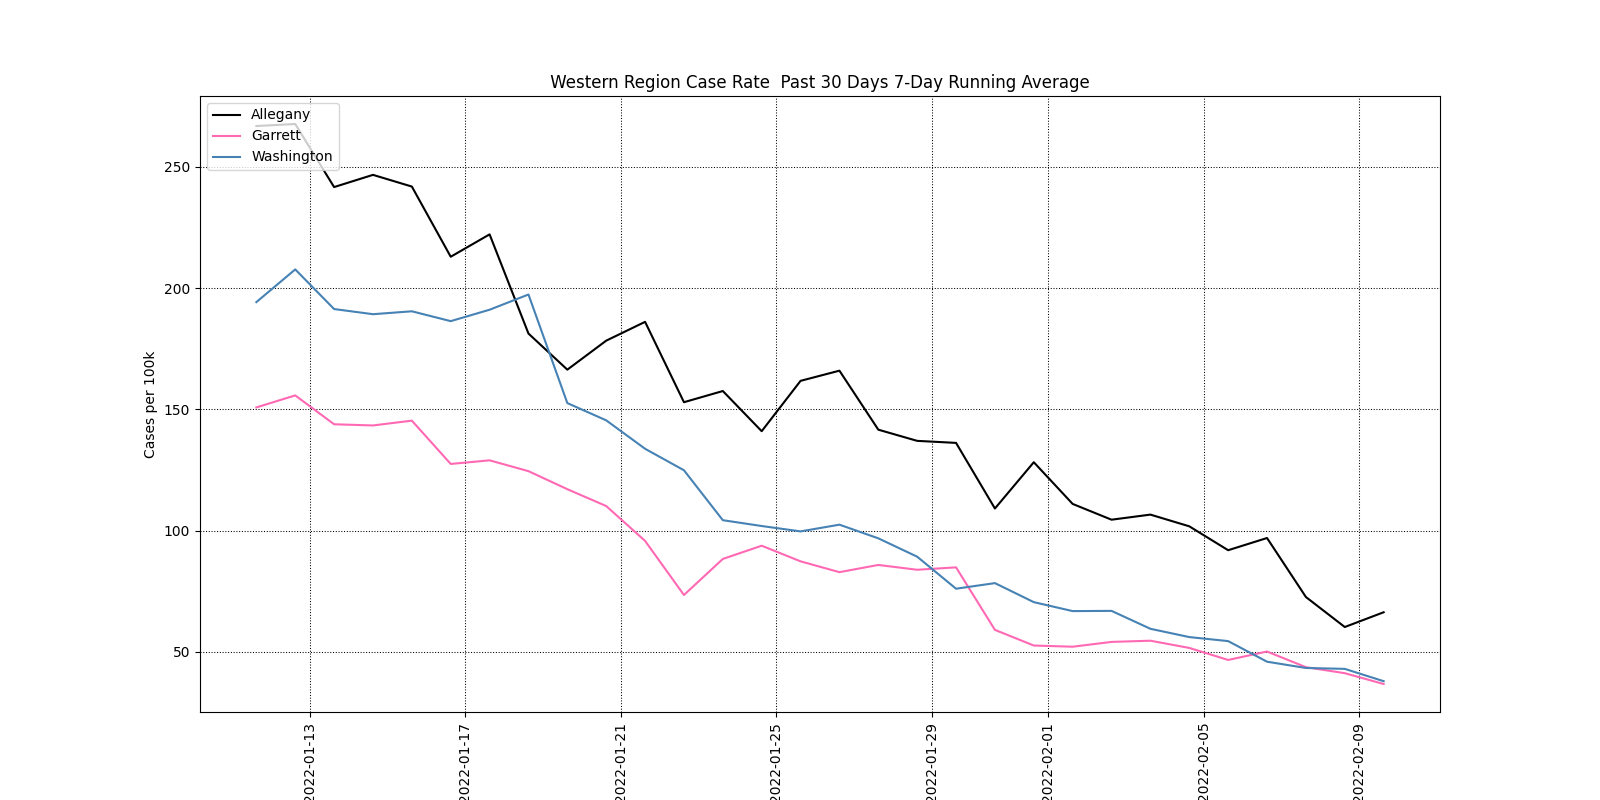 Western Region Case Rate  Past 30 Days 7-Day Running Average
Allegany
Garrett
Washington
250
200
150
100
50
Cases per 100k
2022-01-13
2022-01-17
2022-01-21
2022-01-25
2022-01-29
2022-02-01
2022-02-05
2022-02-09